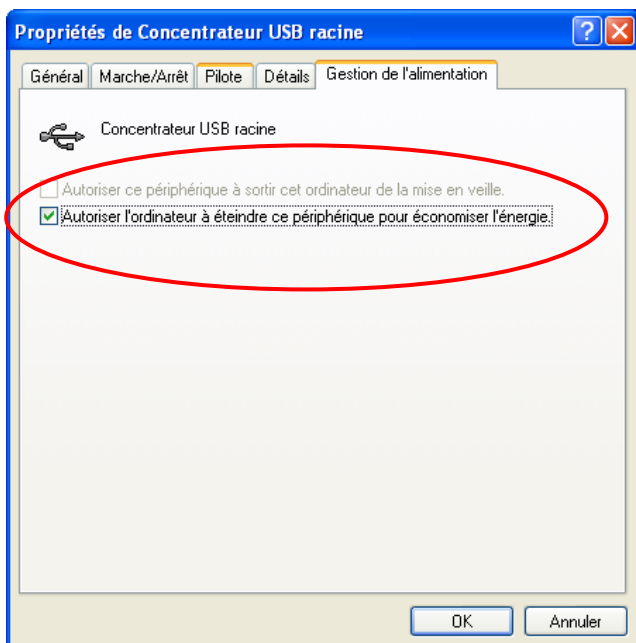 Propriétés de Concentrateur USB racine
Général Marche/Arrêt Pilote Détails Gestion de l'alimentation
Concentrateur USB racine
Autoriser ce périphérique à sortir cet ordinateur de la mise en veille.
Autoriser l'ordinateur à éteindre ce périphérique pour économiser l'énergie.
OK Annuler